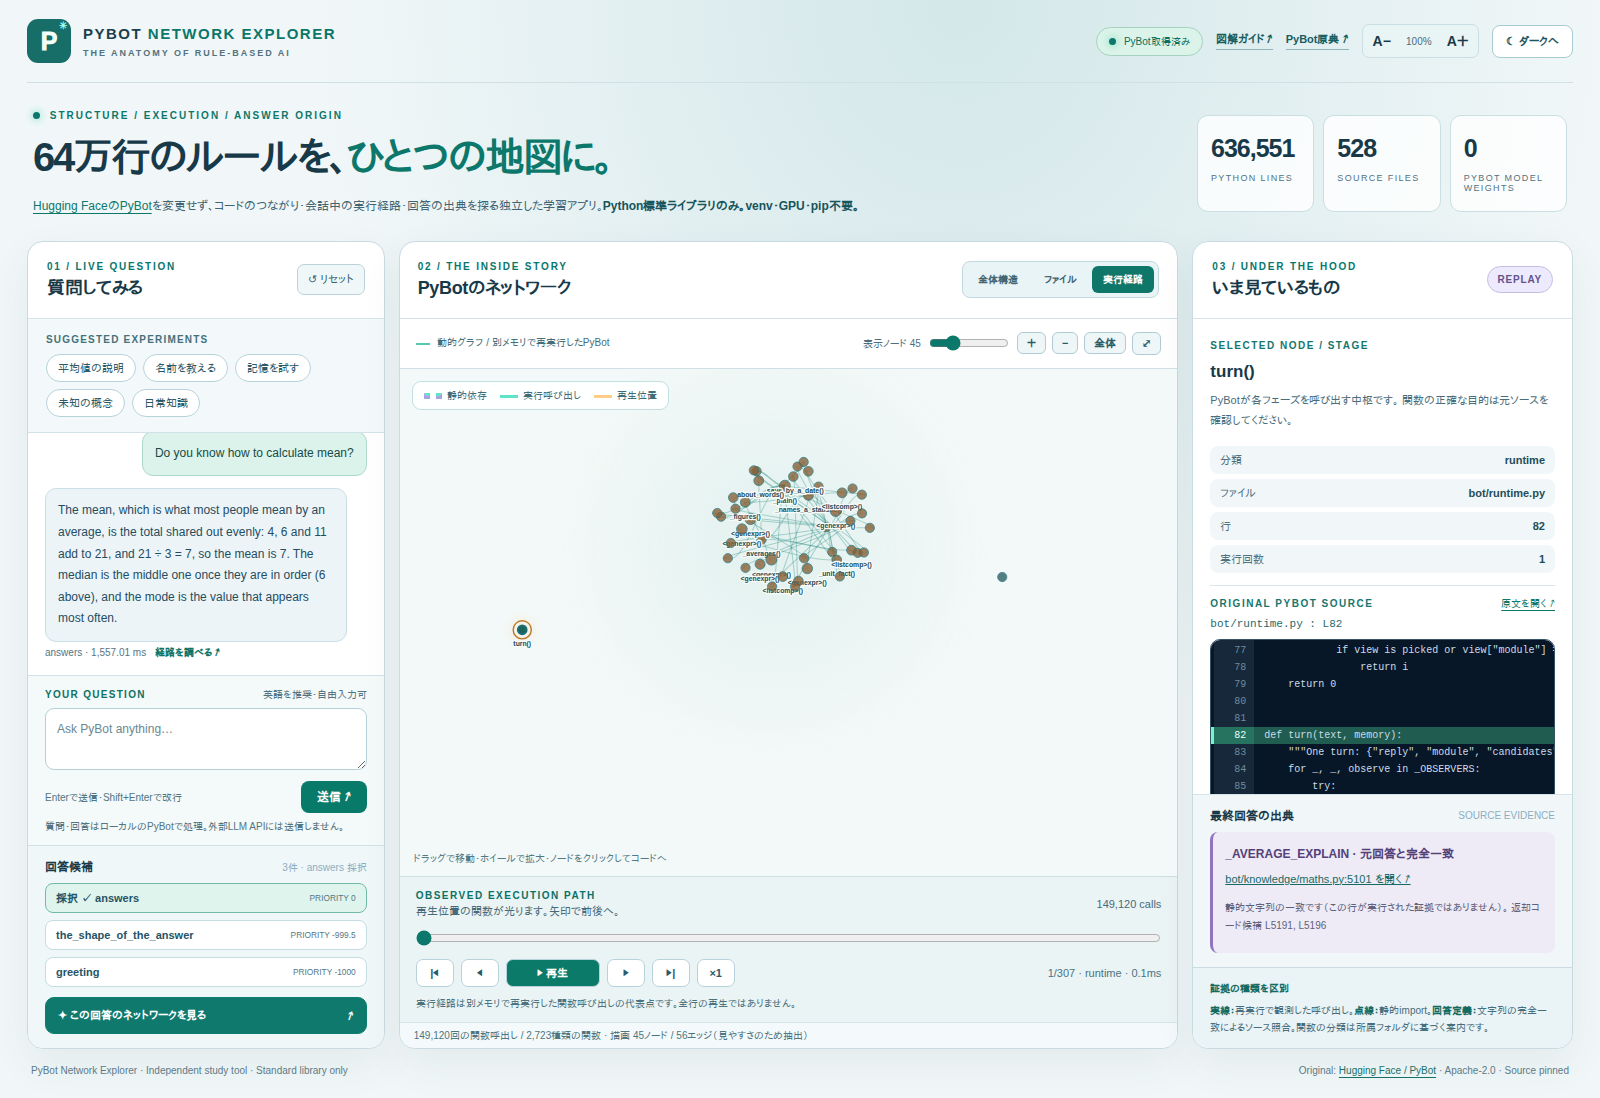 P
PYBOT NETWORK EXPLORER
THE ANATOMY OF RULE-BASED AI
PyBot取得済み
図解ガイド↗
PyBot原典↗
A−
100%
A＋
☾ ダークへ
STRUCTURE / EXECUTION / ANSWER ORIGIN
64万行のルールを、ひとつの地図に。
Hugging FaceのPyBotを変更せず、コードのつながり・会話中の実行経路・回答の出典を探る独立した学習アプリ。Python標準ライブラリのみ。venv・GPU・pip不要。
636,551
PYTHON LINES
528
SOURCE FILES
0
PYBOT MODEL
WEIGHTS
01 / LIVE QUESTION
質問してみる
↺ リセット
SUGGESTED EXPERIMENTS
平均値の説明
名前を教える
記憶を試す
未知の概念
日常知識
Do you know how to calculate mean?
The mean, which is what most people mean by an
average, is the total shared out evenly: 4, 6 and 11
add to 21, and 21 ÷ 3 = 7, so the mean is 7. The
median is the middle one once they are in order (6
above), and the mode is the value that appears
most often.
answers · 1,557.01 ms 経路を調べる↗
YOUR QUESTION
英語を推奨・自由入力可
Ask PyBot anything…
Enterで送信・Shift+Enterで改行
送信↗
質問・回答はローカルのPyBotで処理。外部LLM APIには送信しません。
回答候補
3件 · answers 採択
採択 ✓ answers
PRIORITY 0
the_shape_of_the_answer
PRIORITY -999.5
greeting
PRIORITY -1000
✦ この回答のネットワークを見る
↗
02 / THE INSIDE STORY
PyBotのネットワーク
全体構造
ファイル
実行経路
動的グラフ / 別メモリで再実行したPyBot
表示ノード 45
＋
−
全体
⤢
静的依存
実行呼び出し
再生位置
_by_a_date()
about_words()
plain()
_names_a_sta
<listcomp>()
figures()
<genexpr>()
<genexpr>()
<genexpr>()
_average()
<listcomp>()
_unit_fact()
<genexpr>()
<listcomp>()
turn()
ドラッグで移動・ホイールで拡大・ノードをクリックしてコードへ
OBSERVED EXECUTION PATH
再生位置の関数が光ります。矢印で前後へ。
149,120 calls
▶ 再生
×1
1/307 · runtime · 0.1ms
実行経路は別メモリで再実行した関数呼び出しの代表点です。全行の再生ではありません。
149,120回の関数呼出し / 2,723種類の関数 · 描画 45ノード / 56エッジ（見やすさのため抽出）
03 / UNDER THE HOOD
いま見ているもの
REPLAY
SELECTED NODE / STAGE
turn()
PyBotが各フェーズを呼び出す中枢です。 関数の正確な目的は元ソースを
確認してください。
分類
runtime
ファイル
bot/runtime.py
行
82
実行回数
1
ORIGINAL PYBOT SOURCE
原文を開く↗
bot/runtime.py : L82
77 if view is picked or view["module"]
78 return i
79 return 0
80
81
82 def turn(text, memory):
83 """One turn: {"reply", "module", "candidates"
84 for _, _, observe in _OBSERVERS:
85 try:
最終回答の出典
SOURCE EVIDENCE
_AVERAGE_EXPLAIN · 元回答と完全一致
bot/knowledge/maths.py:5101 を開く↗
静的文字列の一致です（この行が実行された証拠ではありません）。返却コ
ード候補 L5191, L5196
証拠の種類を区別
実線：再実行で観測した呼び出し。点線：静的import。回答定義：文字列の完全一
致によるソース照合。関数の分類は所属フォルダに基づく案内です。
PyBot Network Explorer · Independent study tool · Standard library only
Original: Hugging Face / PyBot · Apache-2.0 · Source pinned